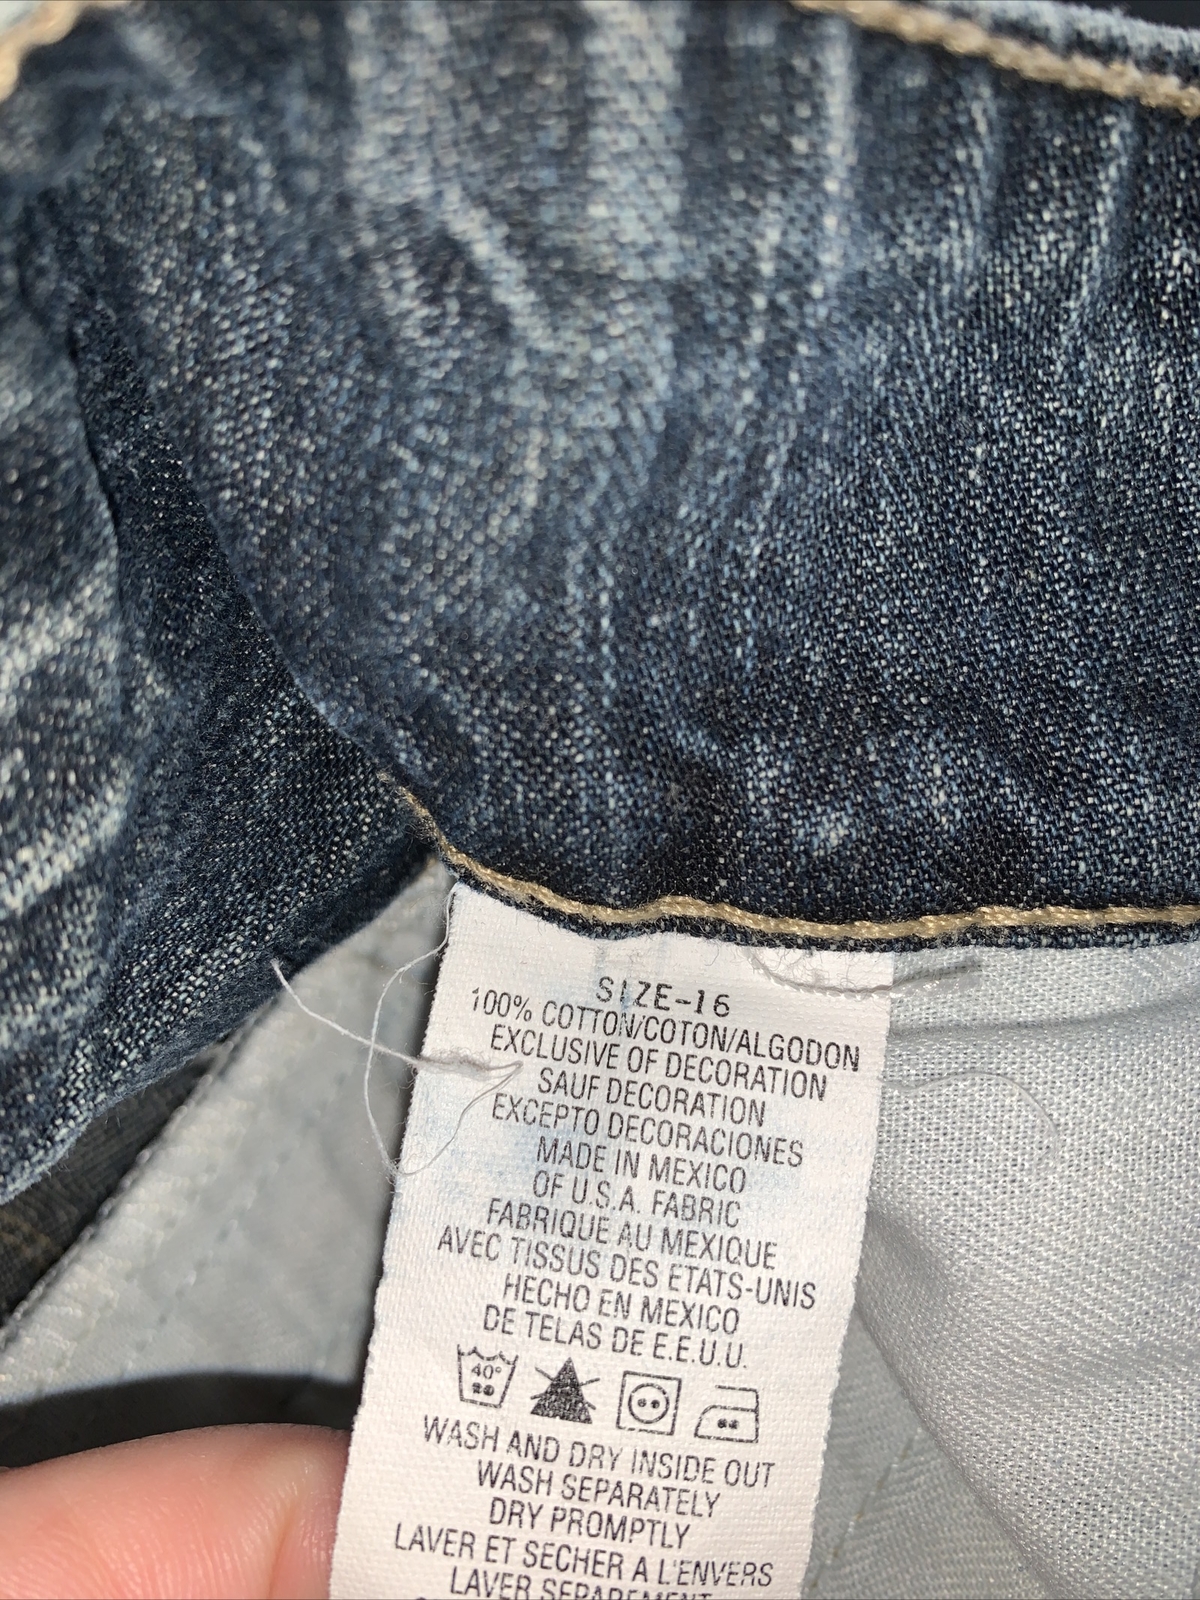 SIZE-16
100% COTTON/COTON/ALGODON
EXCLUSIVE OF DECORATION
SAUF DECORATION
EXCEPTO DECORACIONES
MADE IN MEXICO
OF U.S.A. FABRIC
FABRIQUE AU MEXIQUE
AVEC TISSUS DES ETATS-UNIS
HECHO EN MEXICO
DE TELAS DE E.E.U.U.
40°
WASH AND DRY INSIDE OUT
WASH SEPARATELY
DRY PROMPTLY
LAVER ET SECHER A L'ENVERS
LAVER SEPAREMENT